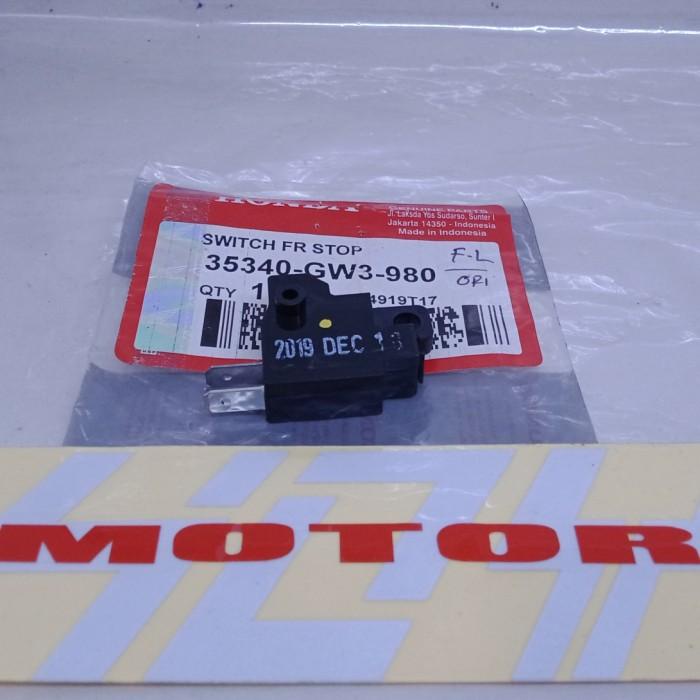 HONDA
GENUINE PARTS
Jl. Laksda Yos Sudarso, Sunter I
Jakarta 14350 - Indonesia
Made in Indonesia
SWITCH FR STOP
35340-GW3-980
F-L
ORI
QTY 1
4919T17
2019 DEC
MOTOR